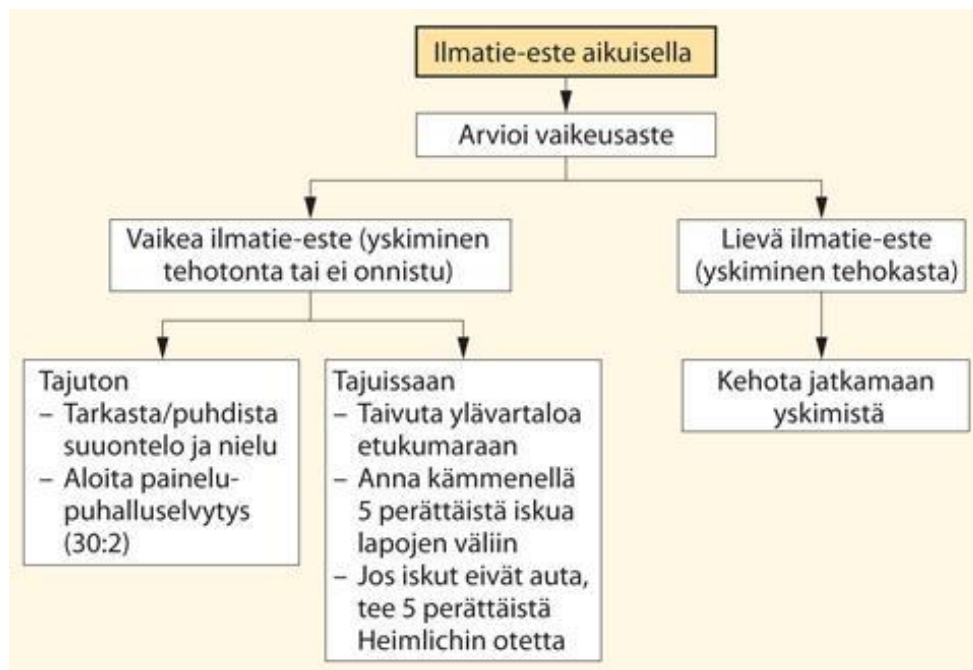 Ilmatie-este aikuisella
Arvioi vaikeusaste
Vaikea ilmatie-este (yskiminen
tehotonta tai ei onnistu)
Lievä ilmatie-este
(yskiminen tehokasta)
Tajuton
– Tarkasta/puhdista
suuontelo ja nielu
– Aloita painelu-
puhalluselvytys
(30:2)
Tajuissaan
– Taivuta ylävartaloa
etukumaraan
– Anna kämmenellä
5 perättäistä iskua
lapojen väliin
– Jos iskut eivät auta,
tee 5 perättäistä
Heimlichin otetta
Kehota jatkamaan
yskimistä